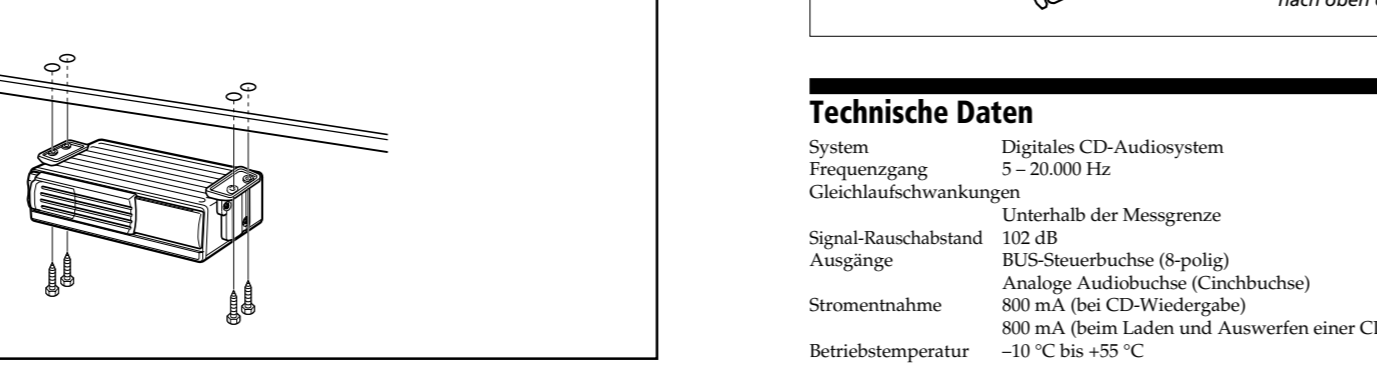 nach oben
Technische Daten
System Digitales CD-Audiosystem
Frequenzgang 5 – 20.000 Hz
Gleichlaufschwankungen
Unterhalb der Messgrenze
Signal-Rauschabstand 102 dB
Ausgänge BUS-Steuerbuchse (8-polig)
Analoge Audiobuchse (Cinchbuchse)
Stromentnahme 800 mA (bei CD-Wiedergabe)
800 mA (beim Laden und Auswerfen einer
Betriebstemperatur –10 °C bis +55 °C